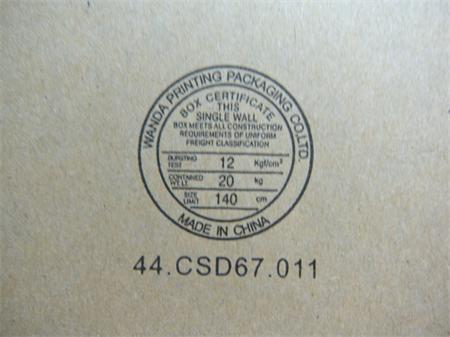 WANDA PRINTING PACKAGING CO.LTD.
BOX CERTIFICATE
THIS
SINGLE WALL
BOX MEETS ALL CONSTRUCTION
REQUIREMENTS OF UNIFORM
FREIGHT CLASSIFICATION
BURSTING TEST 12 Kgf/cm²
CONTAINED WE.LT. 20 kg
SIZE LIMIT 140 cm
MADE IN CHINA
44.CSD67.011